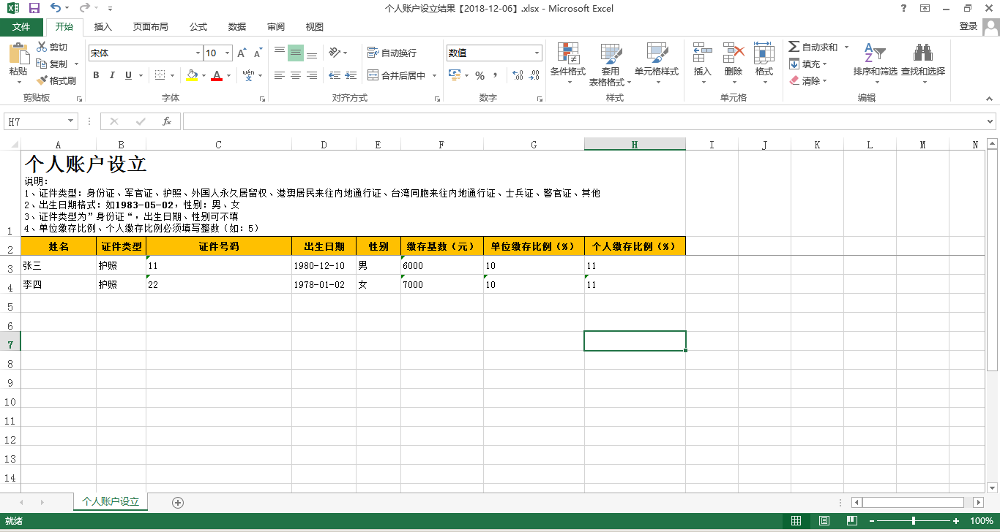 个人账户设立结果【2018-12-06】.xlsx - Microsoft Excel
文件 开始 插入 页面布局 公式 数据 审阅 视图 登录
粘贴 剪切 复制 格式刷 剪贴板
宋体 10 B I U A wén 字体
自动换行 合并后居中 对齐方式
数值 % , 数字
条件格式 套用 表格格式 单元格样式 样式
插入 删除 格式 单元格
自动求和 填充 清除 排序和筛选 查找和选择 编辑
H7 fx
A B C D E F G H I J K L M N
个人账户设立
说明:
1、证件类型: 身份证、军官证、护照、外国人永久居留权、港澳居民来往内地通行证、台湾同胞来往内地通行证、士兵证、警官证、其他
2、出生日期格式: 如1983-05-02, 性别: 男、女
3、证件类型为”身份证“, 出生日期、性别可不填
1 4、单位缴存比例、个人缴存比例必须填写整数（如: 5）
2 姓名 证件类型 证件号码 出生日期 性别 缴存基数（元） 单位缴存比例（%） 个人缴存比例（%）
3 张三 护照 11 1980-12-10 男 6000 10 11
4 李四 护照 22 1978-01-02 女 7000 10 11
5
6
7
8
9
10
11
12
13
14
个人账户设立
就绪 100%